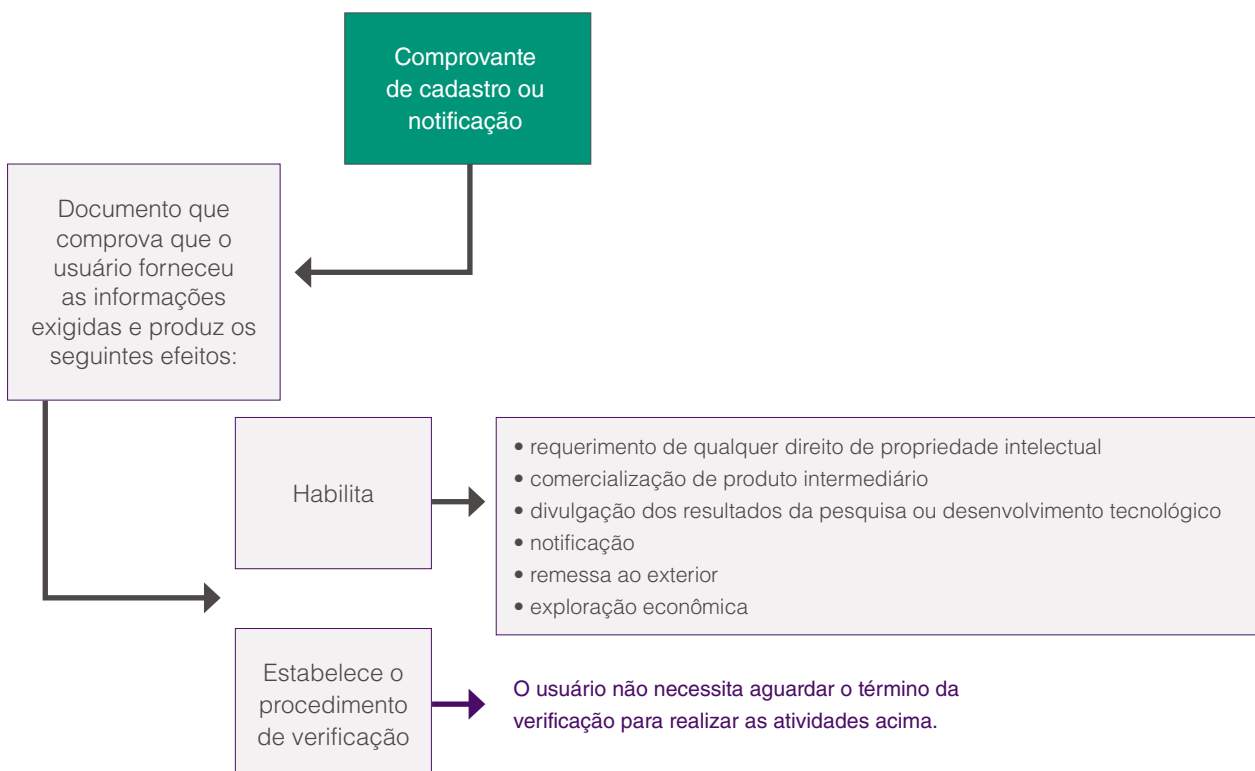 Comprovante
de cadastro ou
notificação
Documento que
comprova que o
usuário forneceu
as informações
exigidas e produz os
seguintes efeitos:
Habilita
• requerimento de qualquer direito de propriedade intelectual
• comercialização de produto intermediário
• divulgação dos resultados da pesquisa ou desenvolvimento tecnológico
• notificação
• remessa ao exterior
• exploração econômica
Estabelece o
procedimento
de verificação
O usuário não necessita aguardar o término da
verificação para realizar as atividades acima.